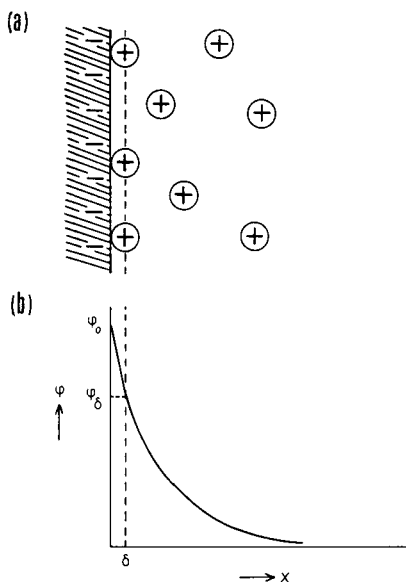 (a)
+ + + + + + + +
(b)
φ₀
φ
φδ
δ
x